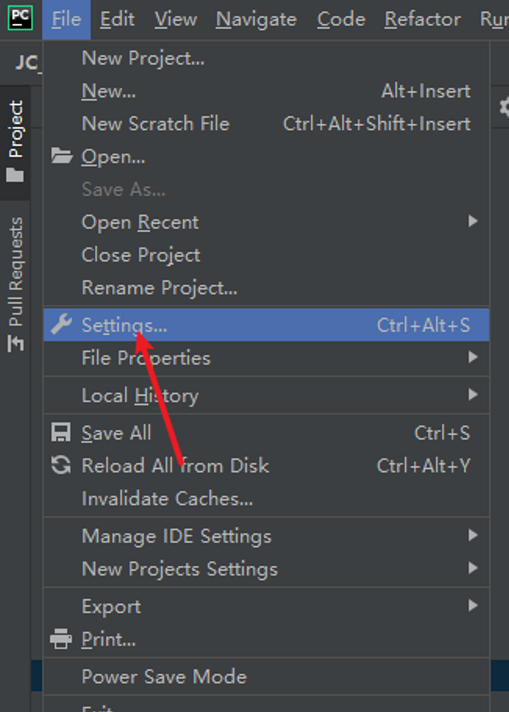 PC File Edit View Navigate Code Refactor
JC_
Project
Pull Requests
New Project...
New... Alt+Insert
New Scratch File Ctrl+Alt+Shift+Insert
Open...
Save As...
Open Recent
Close Project
Rename Project...
Settings... Ctrl+Alt+S
File Properties
Local History
Save All Ctrl+S
Reload All from Disk Ctrl+Alt+Y
Invalidate Caches...
Manage IDE Settings
New Projects Settings
Export
Print...
Power Save Mode